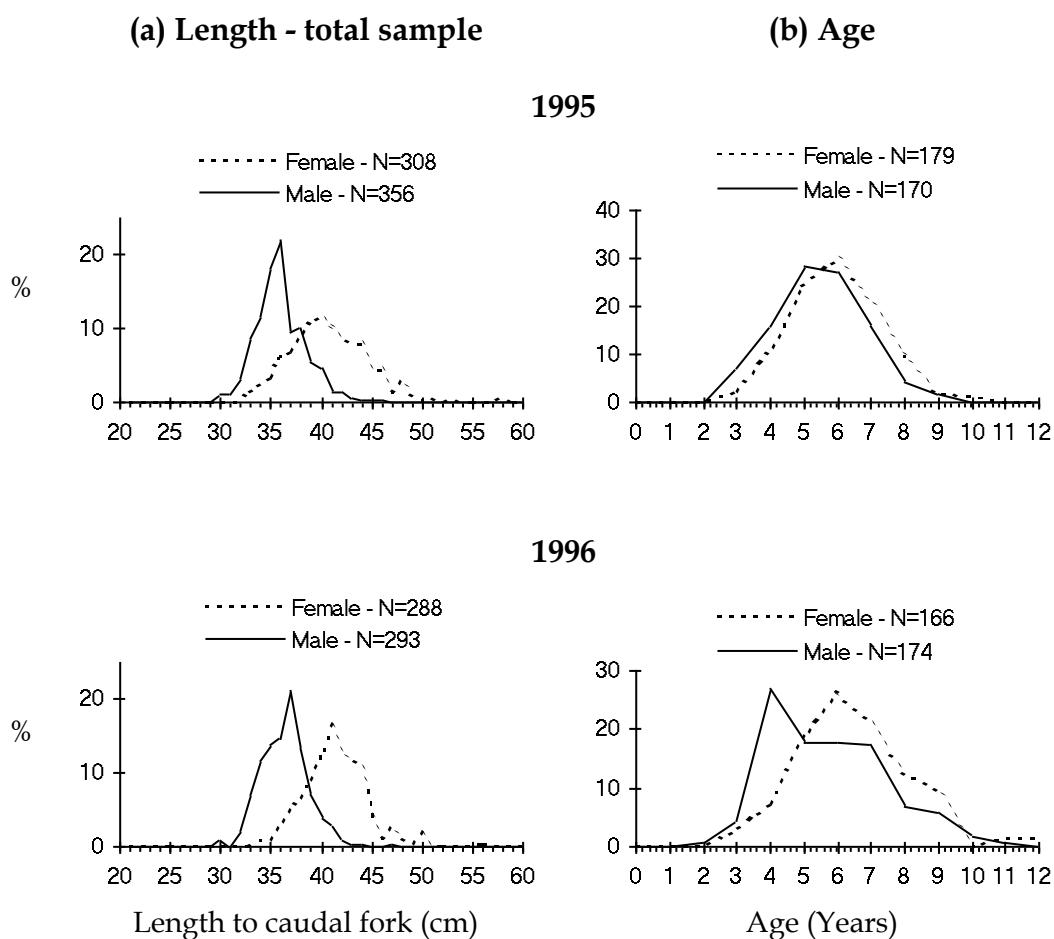 (a) Length - total sample
(b) Age
1995
Female - N=308
Male - N=356
20
10
0
20 25 30 35 40 45 50 55 60
%
Female - N=179
Male - N=170
40
30
20
10
0
0 1 2 3 4 5 6 7 8 9 10 11 12
1996
Female - N=288
Male - N=293
20
10
0
20 25 30 35 40 45 50 55 60
%
Length to caudal fork (cm)
Female - N=166
Male - N=174
30
20
10
0
0 1 2 3 4 5 6 7 8 9 10 11 12
Age (Years)